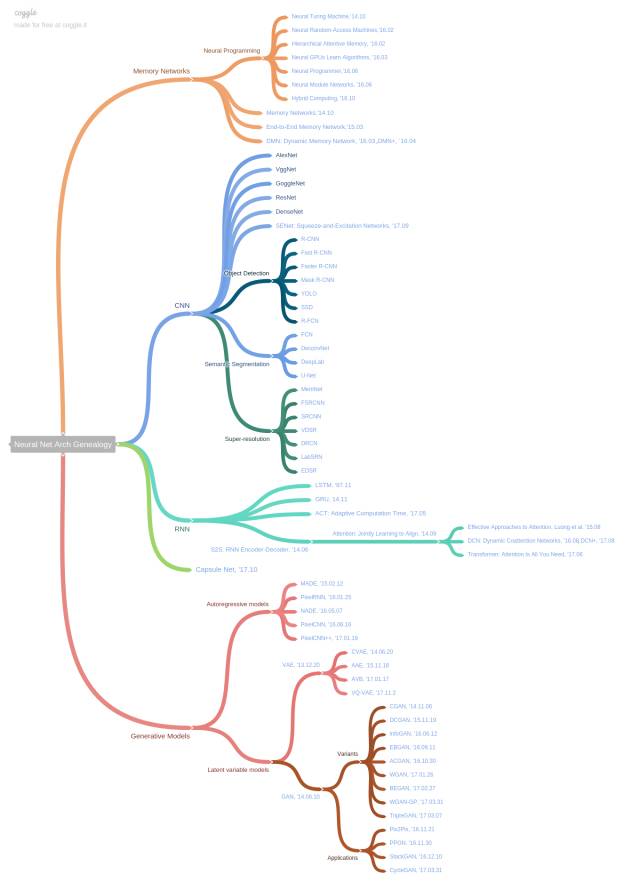 coggle
made for free at coggle.it
Neural Net Arch Genealogy
Memory Networks
Neural Programming
Neural Turing Machine,'14.10
Neural Random-Access Machines,'16.02
Hierarchical Attentive Memory, '16.02
Neural GPUs Learn Algorithms, '16.03
Neural Programmer,'16.08
Neural Module Networks, '16.06
Hybrid Computing, '16.10
Memory Networks,'14.10
End-to-End Memory Network,'15.03
DMN: Dynamic Memory Network, '16.03,DMN+, '16.04
CNN
AlexNet
VggNet
GoggleNet
ResNet
DenseNet
SENet: Squeeze-and-Excitation Networks, '17.09
Object Detection
R-CNN
Fast R-CNN
Faster R-CNN
Mask R-CNN
YOLO
SSD
R-FCN
Semantic Segmentation
FCN
DeconvNet
DeepLab
U-Net
Super-resolution
MemNet
FSRCNN
SRCNN
VDSR
DRCN
LabSRN
EDSR
RNN
LSTM, '97.11
GRU, 14.11
ACT: Adaptive Computation Time, '17.05
S2S: RNN Encoder-Decoder, '14.06
Attention: Jointly Learning to Align, '14.09
Effective Approaches to Attention, Luong et al, '15.08
DCN: Dynamic Coattention Networks, '16.08,DCN+, '17.08
Transformer: Attention Is All You Need, '17.06
Capsule Net, '17.10
Generative Models
Autoregressive models
MADE, '15.02.12
PixelRNN, '16.01.25
NADE, '16.05.07
PixelCNN, '16.06.16
PixelCNN++, '17.01.19
Latent variable models
VAE, '13.12.20
CVAE, '14.06.20
AAE, '15.11.18
AVB, '17.01.17
VQ-VAE, '17.11.2
GAN, '14.06.10
Variants
CGAN, '14.11.06
DCGAN, '15.11.19
InfoGAN, '16.06.12
EBGAN, '16.09.11
ACGAN, '16.10.30
WGAN, '17.01.26
BEGAN, '17.02.27
WGAN-GP, '17.03.31
TripleGAN, '17.03.07
Applications
Pix2Pix, '16.11.21
PPGN, '16.11.30
StackGAN, '16.12.10
CycleGAN, '17.03.31